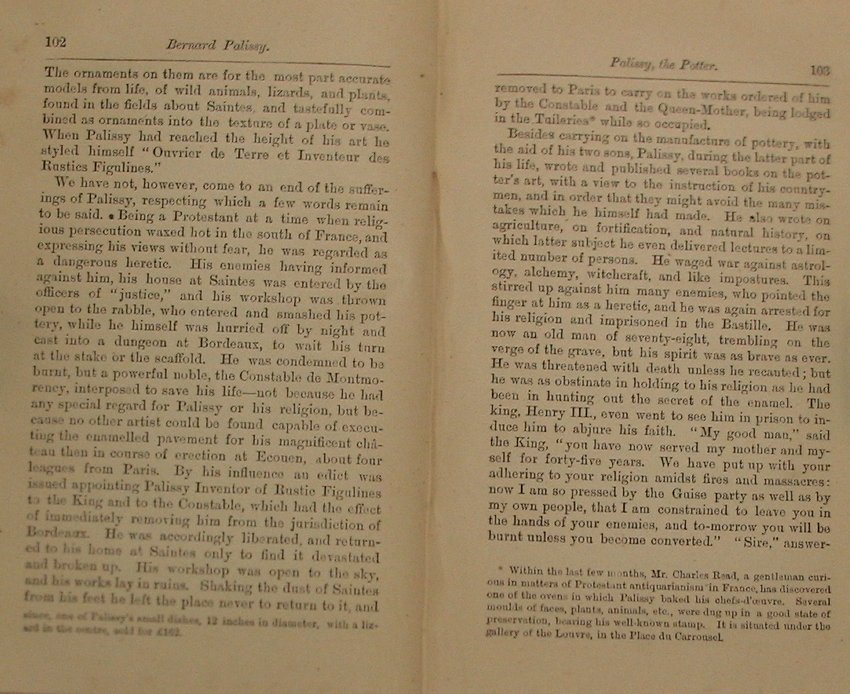 102
Bernard Palissy.
The ornaments on them are for the most part accurate
models from life, of wild animals, lizards, and plants,
found in the fields about Saintes, and tastefully com-
bined as ornaments into the texture of a plate or vase.
When Palissy had reached the height of his art he
styled himself "Ouvrier de Terre et Inventeur des
Rustics Figulines."
We have not, however, come to an end of the suffer-
ings of Palissy, respecting which a few words remain
to be said. Being a Protestant at a time when relig-
ious persecution waxed hot in the south of France, and
expressing his views without fear, he was regarded as
a dangerous heretic. His enemies having informed
against him, his house at Saintes was entered by the
officers of "justice," and his workshop was thrown
open to the rabble, who entered and smashed his pot-
tery, while he himself was hurried off by night and
cast into a dungeon at Bordeaux, to wait his turn
at the stake or the scaffold. He was condemned to be
burnt, but a powerful noble, the Constable de Montmo-
rency, interposed to save his life—not because he had
any special regard for Palissy or his religion, but be-
cause no other artist could be found capable of execu-
ting the enamelled pavement for his magnificent châ-
teau then in course of erection at Ecouen, about four
leagues from Paris. By his influence an edict was
issued appointing Palissy Inventor of Rustic Figulines
to the King and to the Constable, which had the effect
of immediately removing him from the jurisdiction of
Bordeaux. He was accordingly liberated, and return-
ed to his home at Saintes only to find it devastated
and broken up. His workshop was open to the sky,
and his works lay in ruins. Shaking the dust of Saintes
from his feet he left the place never to return to it, and
since, one of Palissy's small dishes, 12 inches in diameter, with a liz-
ard in the centre, sold for £162.
Palissy, the Potter.
103
removed to Paris to carry on the works ordered of him
by the Constable and the Queen-Mother, being lodged
in the Tuileries* while so occupied.
Besides carrying on the manufacture of pottery, with
the aid of his two sons, Palissy, during the latter part of
his life, wrote and published several books on the pot-
ter's art, with a view to the instruction of his country-
men, and in order that they might avoid the many mis-
takes which he himself had made. He also wrote on
agriculture, on fortification, and natural history, on
which latter subject he even delivered lectures to a lim-
ited number of persons. He waged war against astrol-
ogy, alchemy, witchcraft, and like impostures. This
stirred up against him many enemies, who pointed the
finger at him as a heretic, and he was again arrested for
his religion and imprisoned in the Bastille. He was
now an old man of seventy-eight, trembling on the
verge of the grave, but his spirit was as brave as ever.
He was threatened with death unless he recanted; but
he was as obstinate in holding to his religion as he had
been in hunting out the secret of the enamel. The
king, Henry III., even went to see him in prison to in-
duce him to abjure his faith. "My good man," said
the King, "you have now served my mother and my-
self for forty-five years. We have put up with your
adhering to your religion amidst fires and massacres:
now I am so pressed by the Guise party as well as by
my own people, that I am constrained to leave you in
the hands of your enemies, and to-morrow you will be
burnt unless you become converted." "Sire," answer-
* Within the last few months, Mr. Charles Read, a gentleman curi-
ous in matters of Protestant antiquarianism in France, has discovered
one of the ovens in which Palissy baked his chefs-d'œuvre. Several
moulds of faces, plants, animals, etc., were dug up in a good state of
preservation, bearing his well-known stamp. It is situated under the
gallery of the Louvre, in the Place du Carrousel.